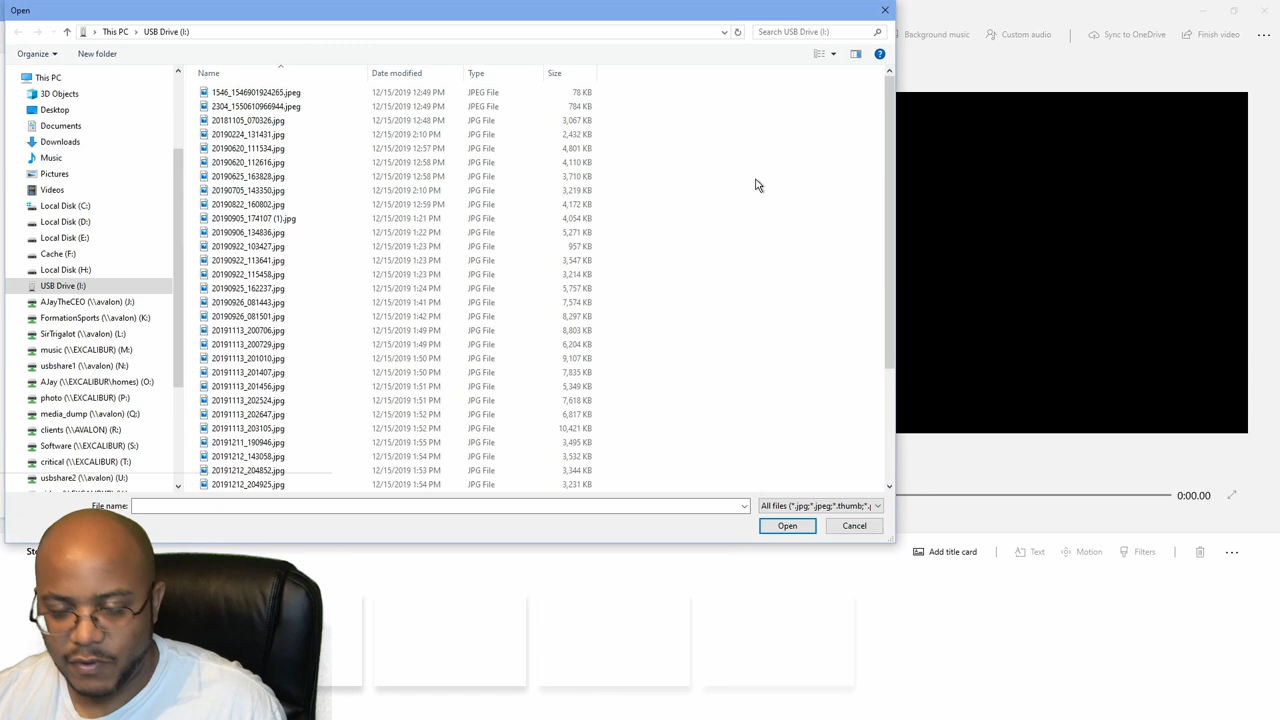 Open
This PC > USB Drive (I:)
Search USB Drive (I:)
Organize
New folder
Background music
Custom audio
Sync to OneDrive
Finish video
Name
Date modified
Type
Size
This PC
3D Objects
Desktop
Documents
Downloads
Music
Pictures
Videos
Local Disk (C:)
Local Disk (D:)
Local Disk (E:)
Cache (F:)
Local Disk (H:)
USB Drive (I:)
AJayTheCEO (\\avalon) (J:)
FormationSports (\\avalon) (K:)
SirTrigalot (\\avalon) (L:)
music (\\EXCALIBUR) (M:)
usbshare1 (\\avalon) (N:)
AJay (\\EXCALIBUR\homes) (O:)
photo (\\EXCALIBUR) (P:)
media_dump (\\avalon) (Q:)
clients (\\AVALON) (R:)
Software (\\EXCALIBUR) (S:)
critical (\\EXCALIBUR) (T:)
usbshare2 (\\avalon) (U:)
1546_1546901924265.jpeg 12/15/2019 12:49 PM JPEG File 78 KB
2304_1550610966944.jpeg 12/15/2019 12:49 PM JPEG File 784 KB
20181105_070326.jpg 12/15/2019 12:48 PM JPG File 3,067 KB
20190224_131431.jpg 12/15/2019 2:10 PM JPG File 2,432 KB
20190620_111534.jpg 12/15/2019 12:57 PM JPG File 4,801 KB
20190620_112616.jpg 12/15/2019 12:58 PM JPG File 4,110 KB
20190625_163828.jpg 12/15/2019 12:58 PM JPG File 3,710 KB
20190705_143350.jpg 12/15/2019 2:10 PM JPG File 3,219 KB
20190822_160802.jpg 12/15/2019 12:59 PM JPG File 4,172 KB
20190905_174107 (1).jpg 12/15/2019 1:21 PM JPG File 4,054 KB
20190906_134836.jpg 12/15/2019 1:22 PM JPG File 5,271 KB
20190922_103427.jpg 12/15/2019 1:23 PM JPG File 957 KB
20190922_113641.jpg 12/15/2019 1:23 PM JPG File 3,547 KB
20190922_115458.jpg 12/15/2019 1:23 PM JPG File 3,214 KB
20190925_162237.jpg 12/15/2019 1:24 PM JPG File 5,757 KB
20190926_081443.jpg 12/15/2019 1:41 PM JPG File 7,574 KB
20190926_081501.jpg 12/15/2019 1:42 PM JPG File 8,297 KB
20191113_200706.jpg 12/15/2019 1:49 PM JPG File 8,803 KB
20191113_200729.jpg 12/15/2019 1:49 PM JPG File 6,204 KB
20191113_201010.jpg 12/15/2019 1:50 PM JPG File 9,107 KB
20191113_201407.jpg 12/15/2019 1:50 PM JPG File 7,835 KB
20191113_201456.jpg 12/15/2019 1:51 PM JPG File 5,349 KB
20191113_202524.jpg 12/15/2019 1:51 PM JPG File 7,618 KB
20191113_202647.jpg 12/15/2019 1:52 PM JPG File 6,817 KB
20191113_203105.jpg 12/15/2019 1:52 PM JPG File 10,421 KB
20191211_190946.jpg 12/15/2019 1:55 PM JPG File 3,495 KB
20191212_143058.jpg 12/15/2019 1:54 PM JPG File 3,532 KB
20191212_204852.jpg 12/15/2019 1:53 PM JPG File 3,344 KB
20191212_204925.jpg 12/15/2019 1:54 PM JPG File 3,231 KB
File name:
All files (*.jpg;*.jpeg;*.thumb;*.j
Open
Cancel
0:00.00
Add title card
Text
Motion
Filters